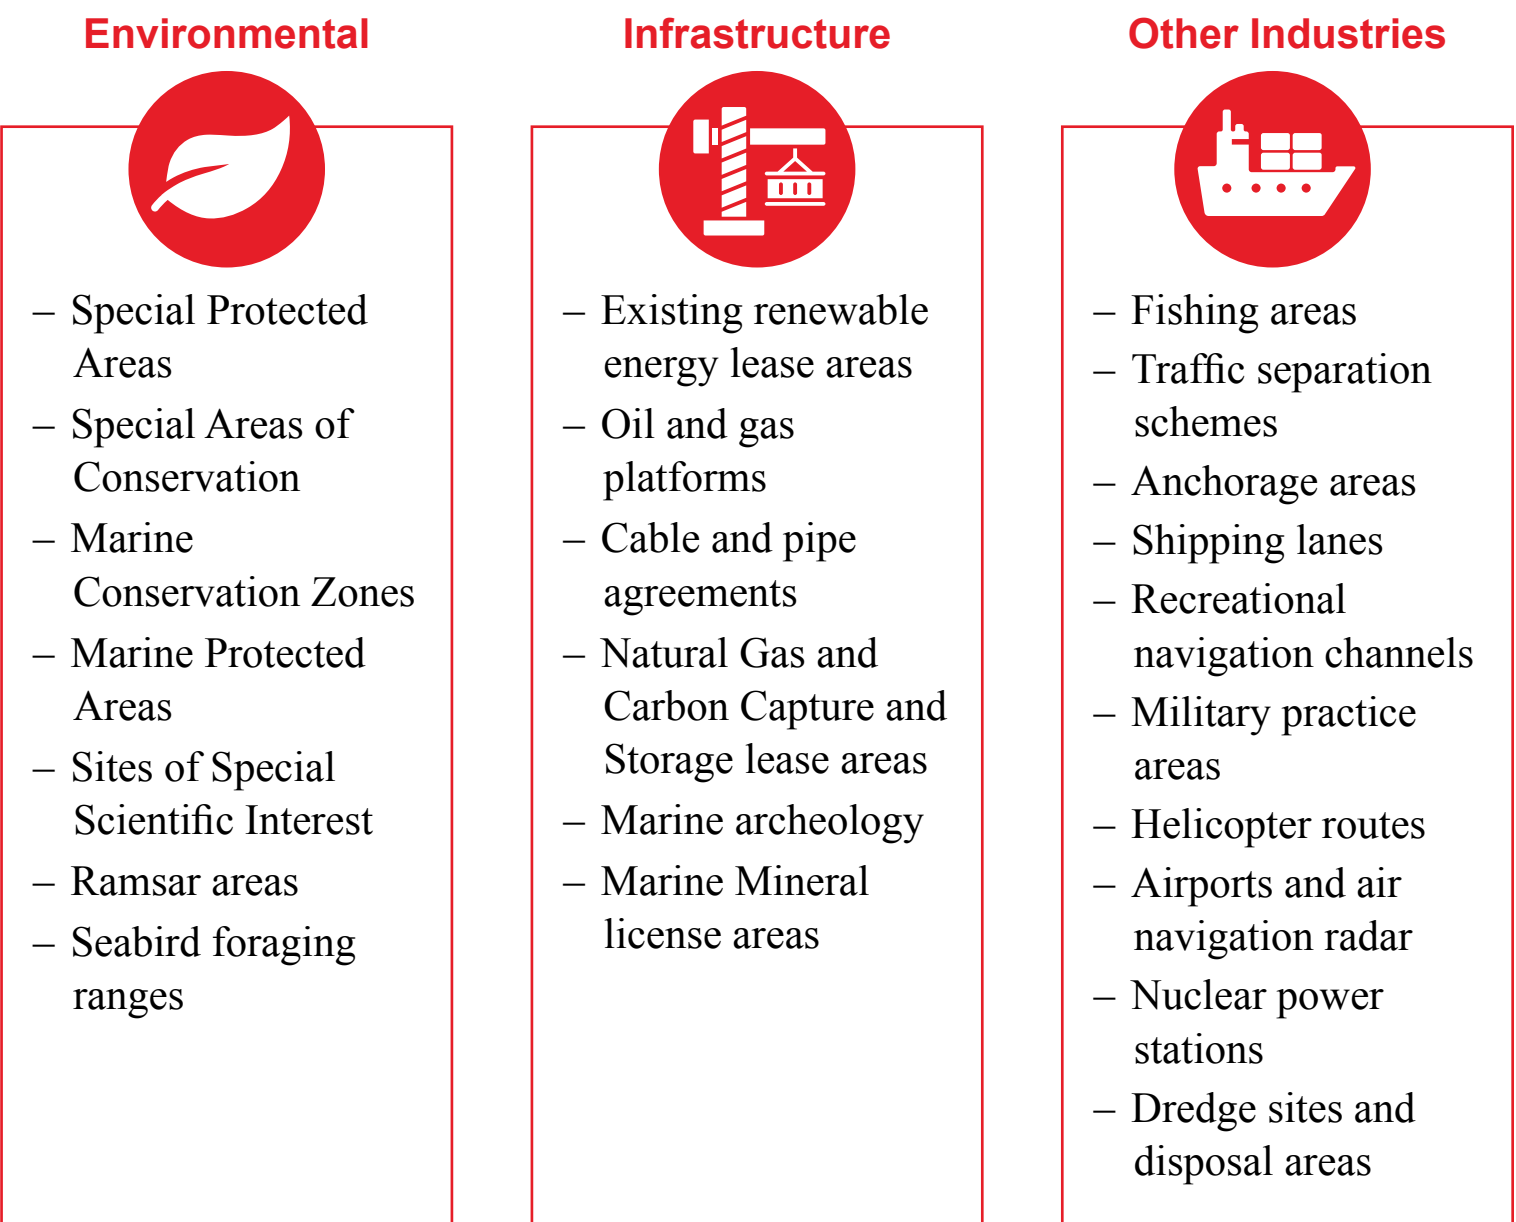 Environmental
– Special Protected
Areas
– Special Areas of
Conservation
– Marine
Conservation Zones
– Marine Protected
Areas
– Sites of Special
Scientific Interest
– Ramsar areas
– Seabird foraging
ranges
Infrastructure
– Existing renewable
energy lease areas
– Oil and gas
platforms
– Cable and pipe
agreements
– Natural Gas and
Carbon Capture and
Storage lease areas
– Marine archeology
– Marine Mineral
license areas
Other Industries
– Fishing areas
– Traffic separation
schemes
– Anchorage areas
– Shipping lanes
– Recreational
navigation channels
– Military practice
areas
– Helicopter routes
– Airports and air
navigation radar
– Nuclear power
stations
– Dredge sites and
disposal areas